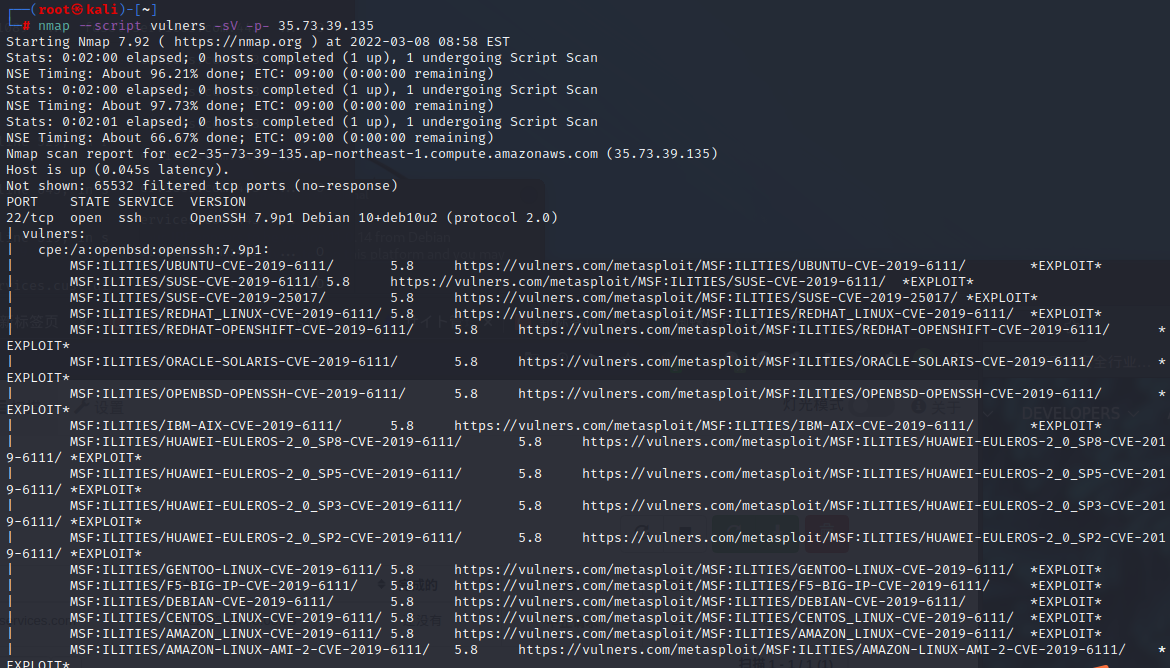 ┌──(root㉿kali)-[~]
└─# nmap --script vulners -sV -p- 35.73.39.135
Starting Nmap 7.92 ( https://nmap.org ) at 2022-03-08 08:58 EST
Stats: 0:02:00 elapsed; 0 hosts completed (1 up), 1 undergoing Script Scan
NSE Timing: About 96.21% done; ETC: 09:00 (0:00:00 remaining)
Stats: 0:02:00 elapsed; 0 hosts completed (1 up), 1 undergoing Script Scan
NSE Timing: About 97.73% done; ETC: 09:00 (0:00:00 remaining)
Stats: 0:02:01 elapsed; 0 hosts completed (1 up), 1 undergoing Script Scan
NSE Timing: About 66.67% done; ETC: 09:00 (0:00:00 remaining)
Nmap scan report for ec2-35-73-39-135.ap-northeast-1.compute.amazonaws.com (35.73.39.135)
Host is up (0.045s latency).
Not shown: 65532 filtered tcp ports (no-response)
PORT    STATE SERVICE  VERSION
22/tcp  open  ssh      OpenSSH 7.9p1 Debian 10+deb10u2 (protocol 2.0)
| vulners:
|   cpe:/a:openbsd:openssh:7.9p1:
|       MSF:ILITIES/UBUNTU-CVE-2019-6111/       5.8     https://vulners.com/metasploit/MSF:ILITIES/UBUNTU-CVE-2019-6111/        *EXPLOIT*
|       MSF:ILITIES/SUSE-CVE-2019-6111/ 5.8     https://vulners.com/metasploit/MSF:ILITIES/SUSE-CVE-2019-6111/  *EXPLOIT*
|       MSF:ILITIES/SUSE-CVE-2019-25017/        5.8     https://vulners.com/metasploit/MSF:ILITIES/SUSE-CVE-2019-25017/ *EXPLOIT*
|       MSF:ILITIES/REDHAT_LINUX-CVE-2019-6111/ 5.8     https://vulners.com/metasploit/MSF:ILITIES/REDHAT_LINUX-CVE-2019-6111/  *EXPLOIT*
|       MSF:ILITIES/REDHAT-OPENSHIFT-CVE-2019-6111/     5.8     https://vulners.com/metasploit/MSF:ILITIES/REDHAT-OPENSHIFT-CVE-2019-6111/      *
EXPLOIT*
|       MSF:ILITIES/ORACLE-SOLARIS-CVE-2019-6111/       5.8     https://vulners.com/metasploit/MSF:ILITIES/ORACLE-SOLARIS-CVE-2019-6111/        *
EXPLOIT*
|       MSF:ILITIES/OPENBSD-OPENSSH-CVE-2019-6111/      5.8     https://vulners.com/metasploit/MSF:ILITIES/OPENBSD-OPENSSH-CVE-2019-6111/       *
EXPLOIT*
|       MSF:ILITIES/IBM-AIX-CVE-2019-6111/      5.8     https://vulners.com/metasploit/MSF:ILITIES/IBM-AIX-CVE-2019-6111/       *EXPLOIT*
|       MSF:ILITIES/HUAWEI-EULEROS-2_0_SP8-CVE-2019-6111/       5.8     https://vulners.com/metasploit/MSF:ILITIES/HUAWEI-EULEROS-2_0_SP8-CVE-201
9-6111/ *EXPLOIT*
|       MSF:ILITIES/HUAWEI-EULEROS-2_0_SP5-CVE-2019-6111/       5.8     https://vulners.com/metasploit/MSF:ILITIES/HUAWEI-EULEROS-2_0_SP5-CVE-201
9-6111/ *EXPLOIT*
|       MSF:ILITIES/HUAWEI-EULEROS-2_0_SP3-CVE-2019-6111/       5.8     https://vulners.com/metasploit/MSF:ILITIES/HUAWEI-EULEROS-2_0_SP3-CVE-201
9-6111/ *EXPLOIT*
|       MSF:ILITIES/HUAWEI-EULEROS-2_0_SP2-CVE-2019-6111/       5.8     https://vulners.com/metasploit/MSF:ILITIES/HUAWEI-EULEROS-2_0_SP2-CVE-201
9-6111/ *EXPLOIT*
|       MSF:ILITIES/GENTOO-LINUX-CVE-2019-6111/ 5.8     https://vulners.com/metasploit/MSF:ILITIES/GENTOO-LINUX-CVE-2019-6111/  *EXPLOIT*
|       MSF:ILITIES/F5-BIG-IP-CVE-2019-6111/    5.8     https://vulners.com/metasploit/MSF:ILITIES/F5-BIG-IP-CVE-2019-6111/     *EXPLOIT*
|       MSF:ILITIES/DEBIAN-CVE-2019-6111/       5.8     https://vulners.com/metasploit/MSF:ILITIES/DEBIAN-CVE-2019-6111/        *EXPLOIT*
|       MSF:ILITIES/CENTOS_LINUX-CVE-2019-6111/ 5.8     https://vulners.com/metasploit/MSF:ILITIES/CENTOS_LINUX-CVE-2019-6111/  *EXPLOIT*
|       MSF:ILITIES/AMAZON_LINUX-CVE-2019-6111/ 5.8     https://vulners.com/metasploit/MSF:ILITIES/AMAZON_LINUX-CVE-2019-6111/  *EXPLOIT*
|       MSF:ILITIES/AMAZON-LINUX-AMI-2-CVE-2019-6111/   5.8     https://vulners.com/metasploit/MSF:ILITIES/AMAZON-LINUX-AMI-2-CVE-2019-6111/    *
EXPLOIT*
DEVELOPERS